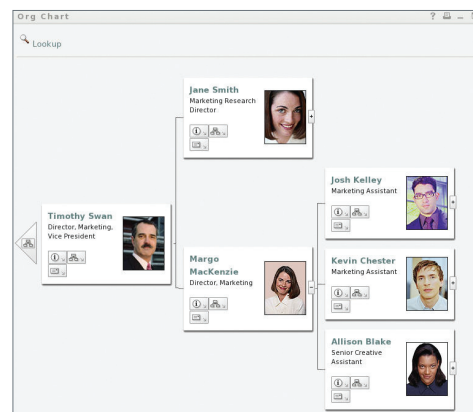 Org Chart
Lookup
Jane Smith
Marketing Research
Director
Timothy Swan
Director, Marketing,
Vice President
Margo
MacKenzie
Director, Marketing
Josh Kelley
Marketing Assistant
Kevin Chester
Marketing Assistant
Allison Blake
Senior Creative
Assistant